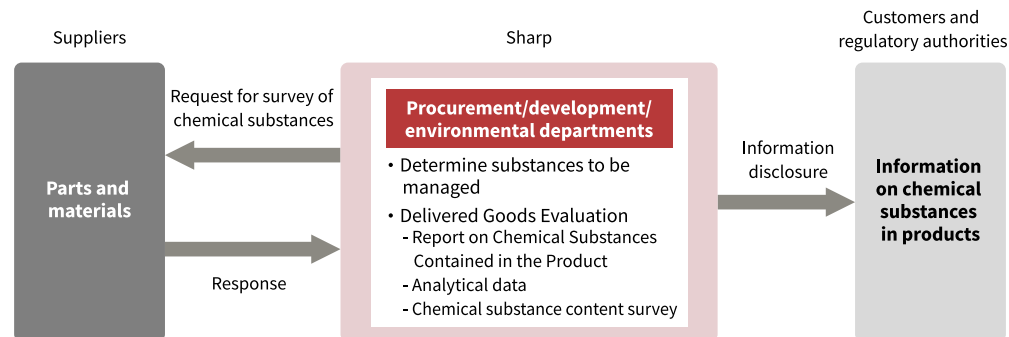 Suppliers
Parts and
materials
Request for survey of
chemical substances
Response
Sharp
Procurement/development/
environmental departments
・Determine substances to be
managed
・Delivered Goods Evaluation
- Report on Chemical Substances
Contained in the Product
- Analytical data
- Chemical substance content survey
Information
disclosure
Customers and
regulatory authorities
Information
on chemical
substances
in products